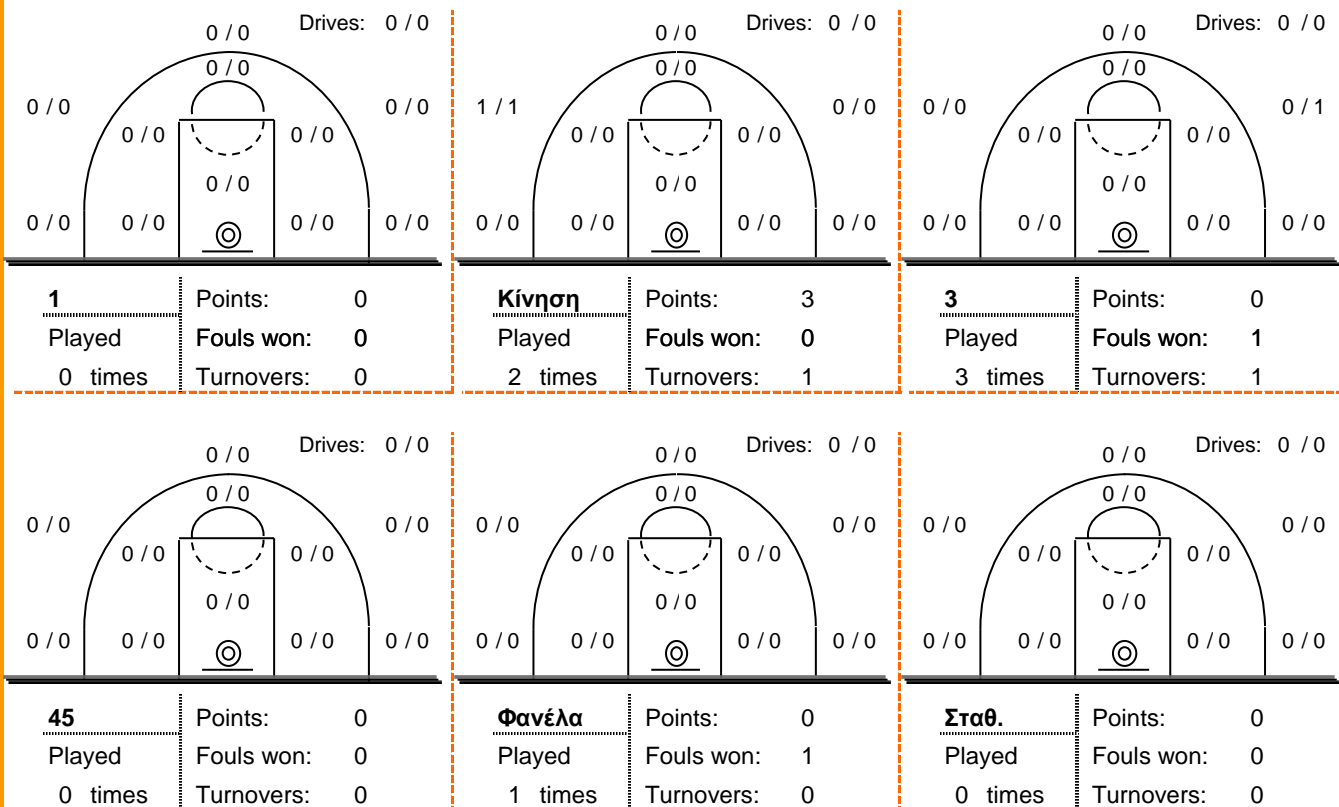 0 / 0 Drives: 0 / 0
0 / 0
0 / 0 0 / 0
0 / 0 0 / 0
0 / 0
0 / 0 0 / 0 0 / 0 0 / 0
1 Points: 0
Played Fouls won: 0
0 times Turnovers: 0
0 / 0 Drives: 0 / 0
0 / 0
1 / 1 0 / 0
0 / 0 0 / 0
0 / 0
0 / 0 0 / 0 0 / 0 0 / 0
Κίνηση Points: 3
Played Fouls won: 0
2 times Turnovers: 1
0 / 0 Drives: 0 / 0
0 / 0
0 / 0 0 / 1
0 / 0 0 / 0
0 / 0
0 / 0 0 / 0 0 / 0 0 / 0
3 Points: 0
Played Fouls won: 1
3 times Turnovers: 1
0 / 0 Drives: 0 / 0
0 / 0
0 / 0 0 / 0
0 / 0 0 / 0
0 / 0
0 / 0 0 / 0 0 / 0 0 / 0
45 Points: 0
Played Fouls won: 0
0 times Turnovers: 0
0 / 0 Drives: 0 / 0
0 / 0
0 / 0 0 / 0
0 / 0 0 / 0
0 / 0
0 / 0 0 / 0 0 / 0 0 / 0
Φανέλα Points: 0
Played Fouls won: 1
1 times Turnovers: 0
0 / 0 Drives: 0 / 0
0 / 0
0 / 0 0 / 0
0 / 0 0 / 0
0 / 0
0 / 0 0 / 0 0 / 0 0 / 0
Σταθ. Points: 0
Played Fouls won: 0
0 times Turnovers: 0